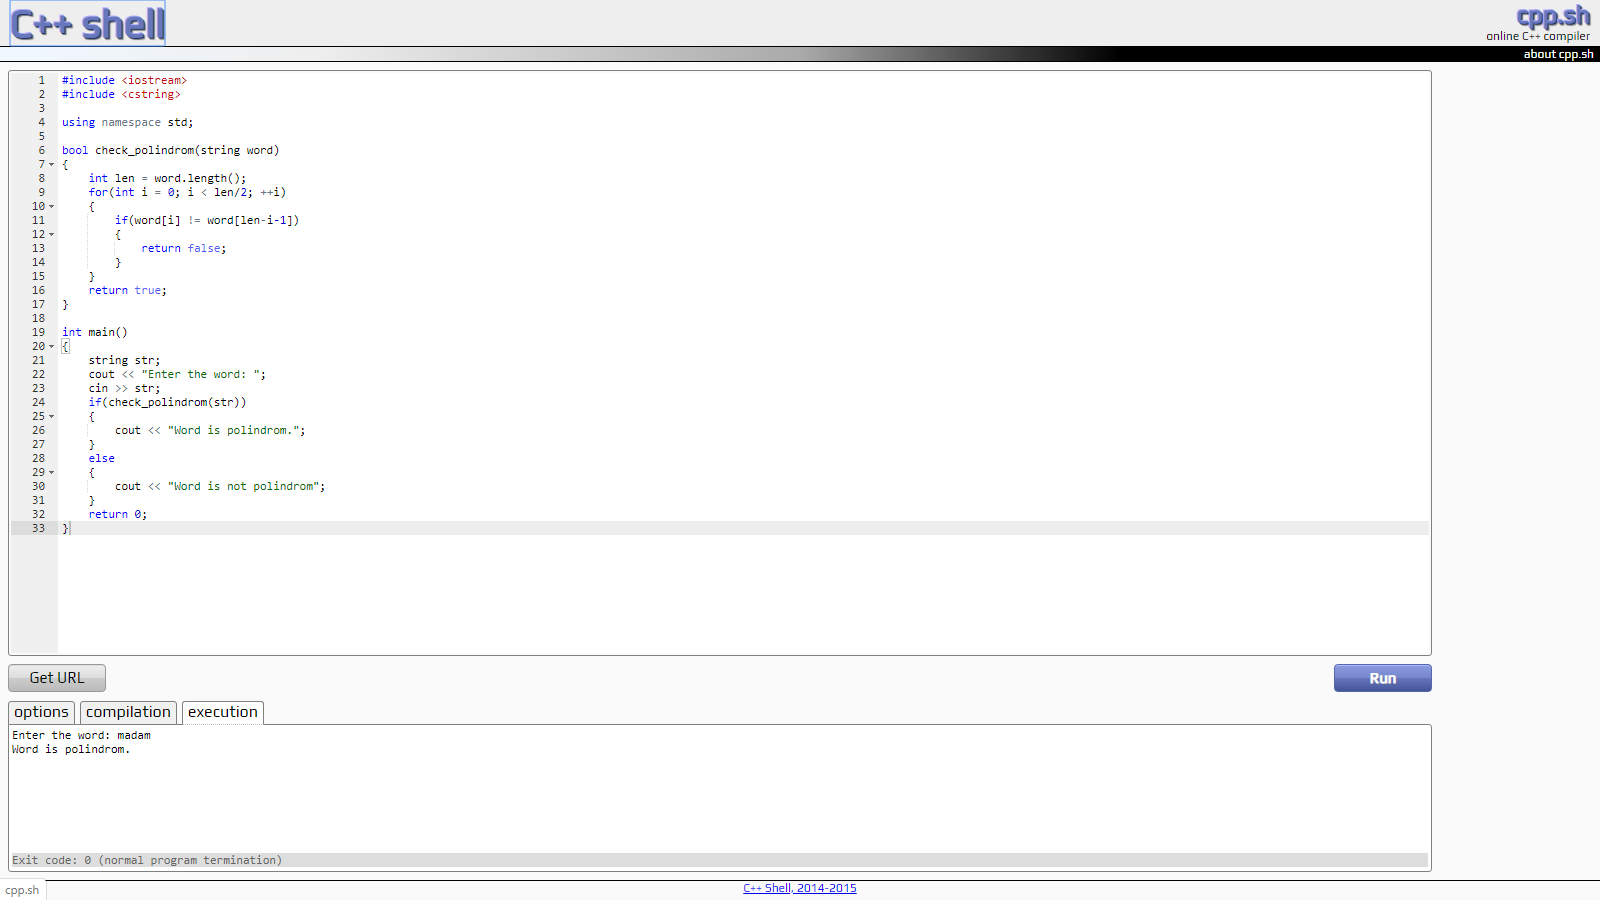 C++ shell
cpp.sh
online C++ compiler
about cpp.sh
1 #include <iostream>
2 #include <cstring>
3
4 using namespace std;
5
6 bool check_polindrom(string word)
7 {
8     int len = word.length();
9     for(int i = 0; i < len/2; ++i)
10     {
11         if(word[i] != word[len-i-1])
12         {
13             return false;
14         }
15     }
16     return true;
17 }
18
19 int main()
20 {
21     string str;
22     cout << "Enter the word: ";
23     cin >> str;
24     if(check_polindrom(str))
25     {
26         cout << "Word is polindrom.";
27     }
28     else
29     {
30         cout << "Word is not polindrom";
31     }
32     return 0;
33 }
Get URL
Run
options compilation execution
Enter the word: madam
Word is polindrom.
Exit code: 0 (normal program termination)
cpp.sh
C++ Shell, 2014-2015